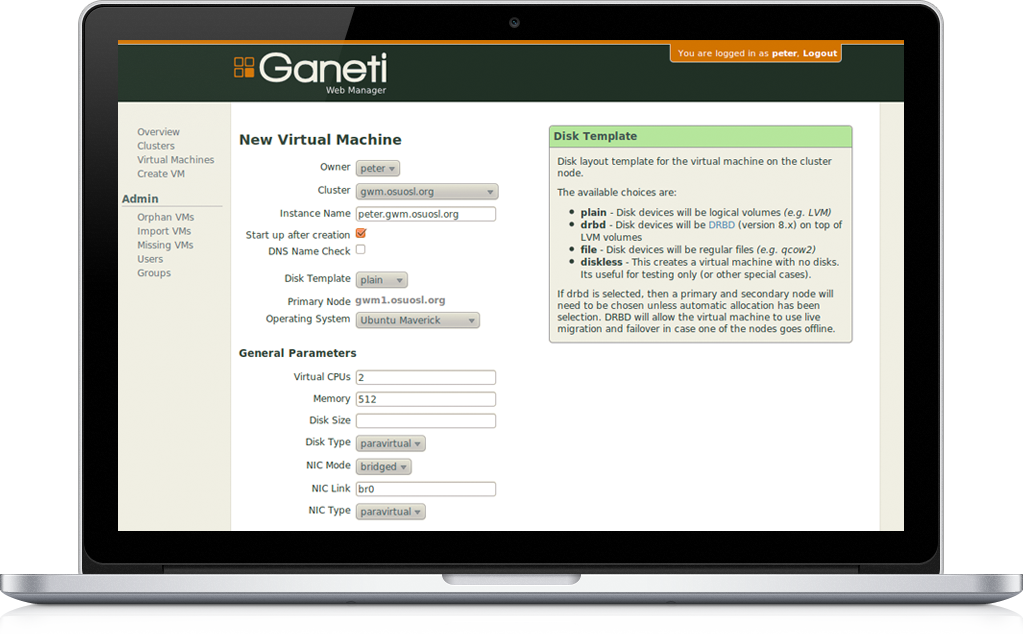 You are logged in as peter, Logout
Ganeti
Web Manager
Overview
Clusters
Virtual Machines
Create VM
Admin
Orphan VMs
Import VMs
Missing VMs
Users
Groups
New Virtual Machine
Owner peter
Cluster gwm.osuosl.org
Instance Name peter.gwm.osuosl.org
Start up after creation
DNS Name Check
Disk Template plain
Primary Node gwm1.osuosl.org
Operating System Ubuntu Maverick
General Parameters
Virtual CPUs 2
Memory 512
Disk Size
Disk Type paravirtual
NIC Mode bridged
NIC Link br0
NIC Type paravirtual
Disk Template
Disk layout template for the virtual machine on the cluster
node.
The available choices are:
• plain - Disk devices will be logical volumes (e.g. LVM)
• drbd - Disk devices will be DRBD (version 8.x) on top of
LVM volumes
• file - Disk devices will be regular files (e.g. qcow2)
• diskless - This creates a virtual machine with no disks.
Its useful for testing only (or other special cases).
If drbd is selected, then a primary and secondary node will
need to be chosen unless automatic allocation has been
selection. DRBD will allow the virtual machine to use live
migration and failover in case one of the nodes goes offline.